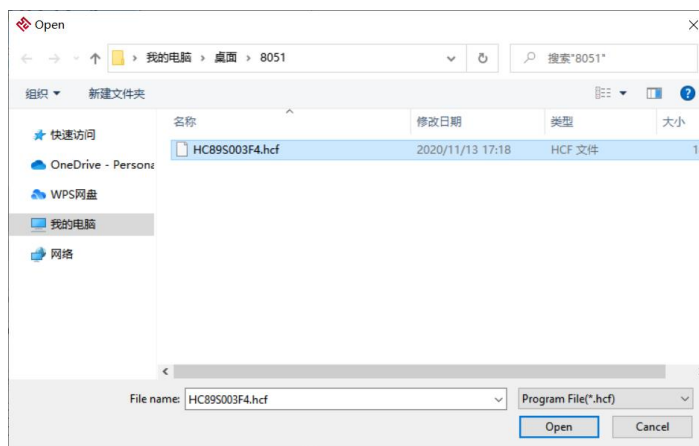 Open
我的电脑 › 桌面 › 8051
搜索"8051"
组织 新建文件夹
名称 修改日期 类型 大小
快速访问
HC89S003F4.hcf 2020/11/13 17:18 HCF 文件 1
OneDrive - Persona
WPS网盘
我的电脑
网络
File name: HC89S003F4.hcf Program File(*.hcf)
Open Cancel